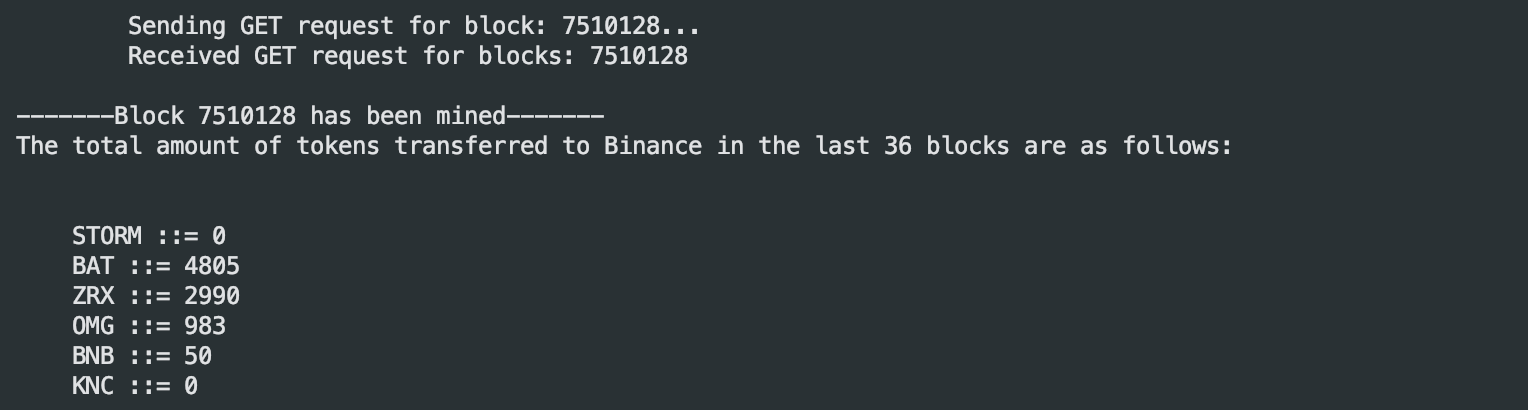 Sending GET request for block: 7510128...
Received GET request for blocks: 7510128
-------Block 7510128 has been mined-------
The total amount of tokens transferred to Binance in the last 36 blocks are as follows:
STORM ::= 0
BAT ::= 4805
ZRX ::= 2990
OMG ::= 983
BNB ::= 50
KNC ::= 0